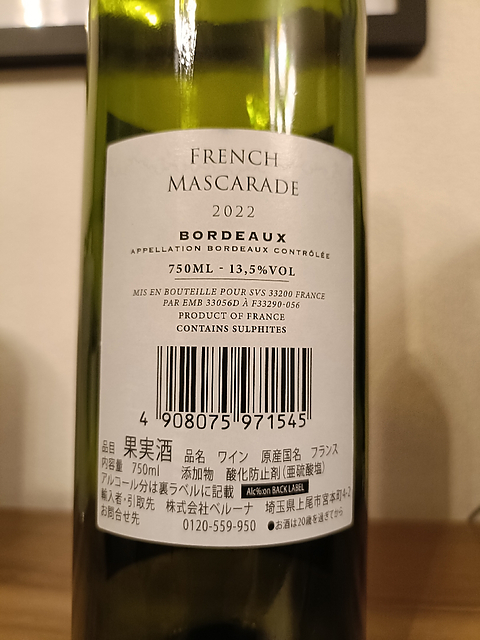 FRENCH
MASCARADE
2022
BORDEAUX
APPELLATION BORDEAUX CONTRÔLÉE
750ML - 13,5%VOL
MIS EN BOUTEILLE POUR SVS 33200 FRANCE
PAR EMB 33056D À F33290-056
PRODUCT OF FRANCE
CONTAINS SULPHITES
4 908075 971545
品目 果実酒 品名 ワイン 原産国名 フランス
内容量 750ml 添加物 酸化防止剤(亜硫酸塩)
アルコール分は裏ラベルに記載 Alc%on BACK LABEL
輸入者・引取先 株式会社ベルーナ 埼玉県上尾市宮本町4-2
お問合せ先 0120-559-950 ●お酒は20歳を過ぎてから